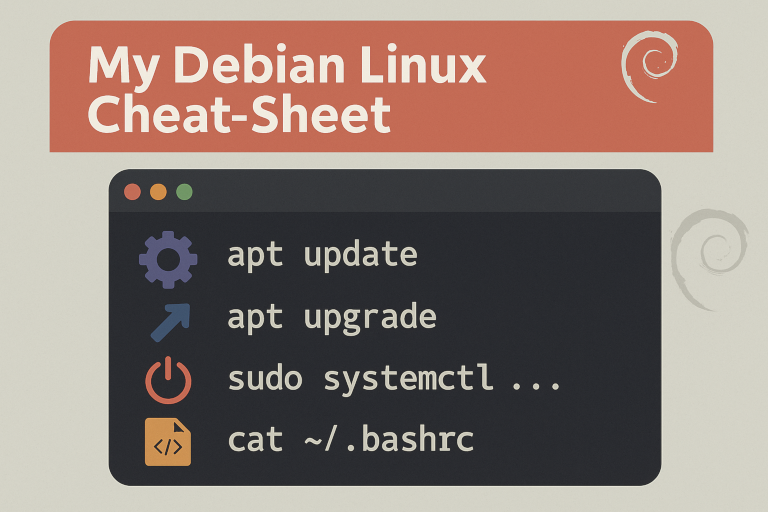 My Debian Linux
Cheat-Sheet
apt update
apt upgrade
sudo systemctl ...
cat ~/.bashrc
</>